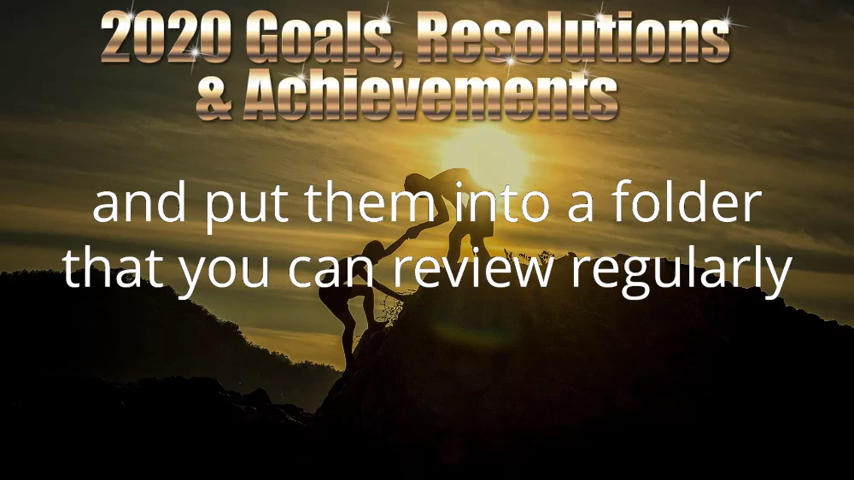 2020 Goals, Resolutions
& Achievements
and put them into a folder
that you can review regularly